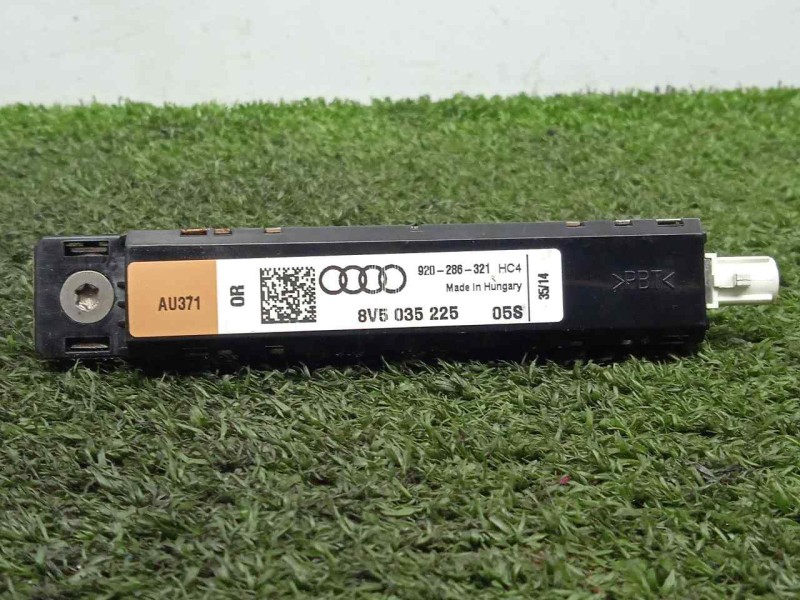 AU371
OR
920-286-321 HC4
Made in Hungary
8V5 035 225 05S
35/14
>PBT<